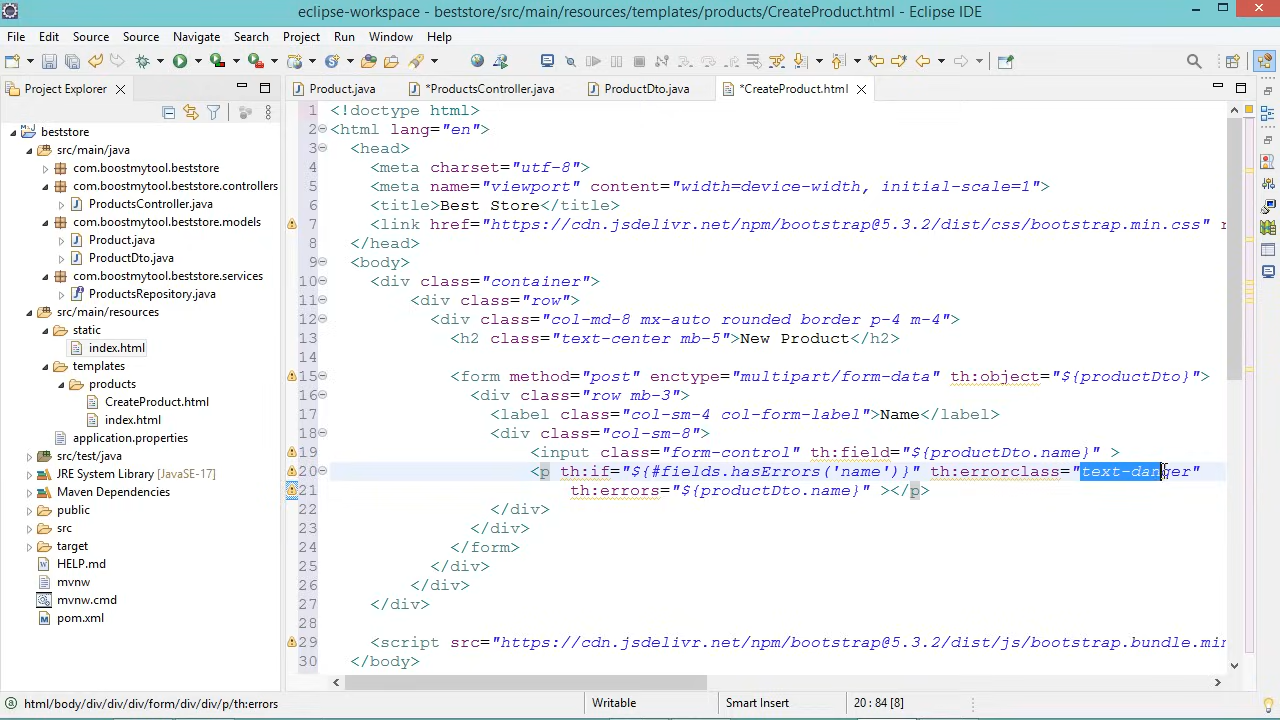 eclipse-workspace - beststore/src/main/resources/templates/products/CreateProduct.html - Eclipse IDE
File Edit Source Source Navigate Search Project Run Window Help
Project Explorer
Product.java
*ProductsController.java
ProductDto.java
*CreateProduct.html
beststore
src/main/java
com.boostmytool.beststore
com.boostmytool.beststore.controllers
ProductsController.java
com.boostmytool.beststore.models
Product.java
ProductDto.java
com.boostmytool.beststore.services
ProductsRepository.java
src/main/resources
static
index.html
templates
products
CreateProduct.html
index.html
application.properties
src/test/java
JRE System Library [JavaSE-17]
Maven Dependencies
public
src
target
HELP.md
mvnw
mvnw.cmd
pom.xml
1 <!doctype html>
2 <html lang="en">
3 <head>
4 <meta charset="utf-8">
5 <meta name="viewport" content="width=device-width, initial-scale=1">
6 <title>Best Store</title>
7 <link href="https://cdn.jsdelivr.net/npm/bootstrap@5.3.2/dist/css/bootstrap.min.css" r
8 </head>
9 <body>
10 <div class="container">
11 <div class="row">
12 <div class="col-md-8 mx-auto rounded border p-4 m-4">
13 <h2 class="text-center mb-5">New Product</h2>
14
15 <form method="post" enctype="multipart/form-data" th:object="${productDto}">
16 <div class="row mb-3">
17 <label class="col-sm-4 col-form-label">Name</label>
18 <div class="col-sm-8">
19 <input class="form-control" th:field="${productDto.name}" >
20 <p th:if="${#fields.hasErrors('name')}" th:errorclass="text-danger"
21 th:errors="${productDto.name}" ></p>
22 </div>
23 </div>
24 </form>
25 </div>
26 </div>
27 </div>
28
29 <script src="https://cdn.jsdelivr.net/npm/bootstrap@5.3.2/dist/js/bootstrap.bundle.min
30 </body>
html/body/div/div/div/form/div/div/p/th:errors
Writable
Smart Insert
20 : 84 [8]